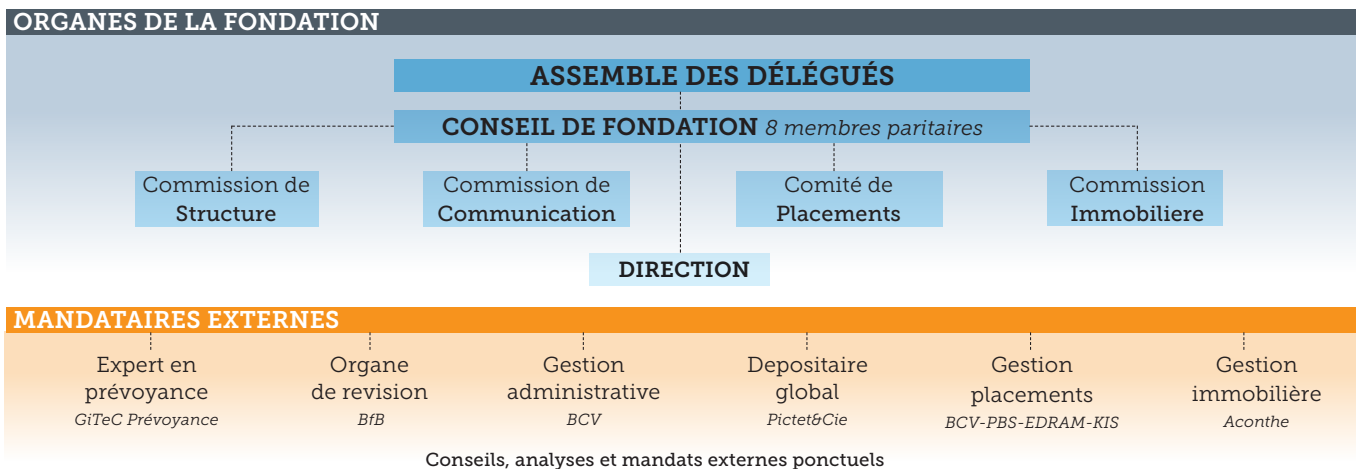 ORGANES DE LA FONDATION
ASSEMBLE DES DÉLÉGUÉS
CONSEIL DE FONDATION 8 membres paritaires
Commission de
Structure
Commission de
Communication
Comité de
Placements
Commission
Immobiliere
DIRECTION
MANDATAIRES EXTERNES
Expert en
prévoyance
GiTeC Prévoyance
Organe
de revision
BfB
Gestion
administrative
BCV
Depositaire
global
Pictet&Cie
Gestion
placements
BCV-PBS-EDRAM-KIS
Gestion
immobilière
Aconthe
Conseils, analyses et mandats externes ponctuels